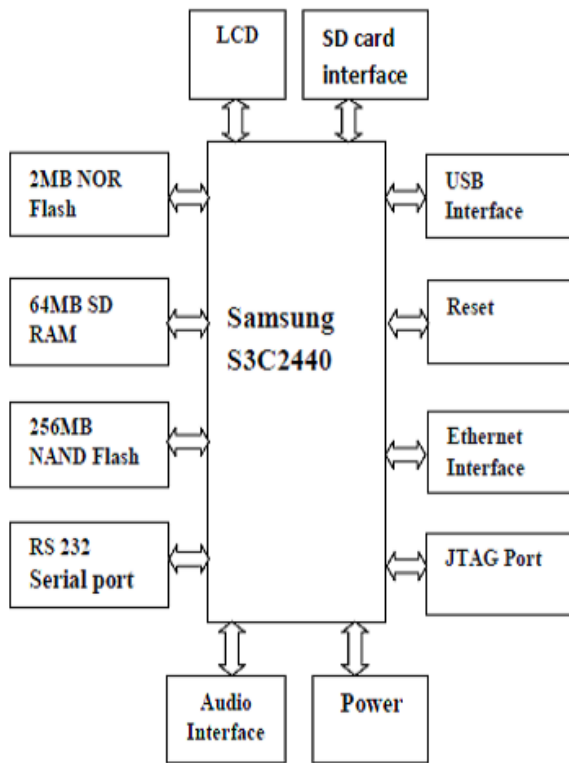 LCD
SD card
interface
2MB NOR
Flash
USB
Interface
64MB SD
RAM
Samsung
S3C2440
Reset
256MB
NAND Flash
Ethernet
Interface
RS 232
Serial port
JTAG Port
Audio
Interface
Power